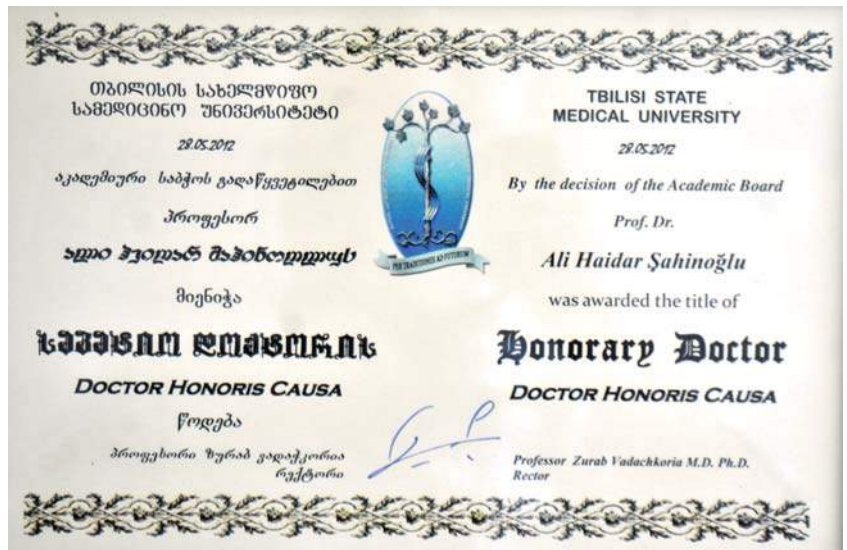 თბილისის სახელმწიფო
სამედიცინო უნივერსიტეტი
28.05.2012
აკადემიური საბჭოს გადაწყვეტილებით
პროფესორ
ალი ჰეიდარ შაჰინოღლუს
მიენიჭა
საპატიო დოქტორის
DOCTOR HONORIS CAUSA
წოდება
პროფესორი ზურაბ ვადაჭკორია
რექტორი
TBILISI STATE
MEDICAL UNIVERSITY
28.05.2012
By the decision of the Academic Board
Prof. Dr.
Ali Haidar Şahinoğlu
was awarded the title of
Honorary Doctor
DOCTOR HONORIS CAUSA
Professor Zurab Vadachkoria M.D. Ph.D.
Rector